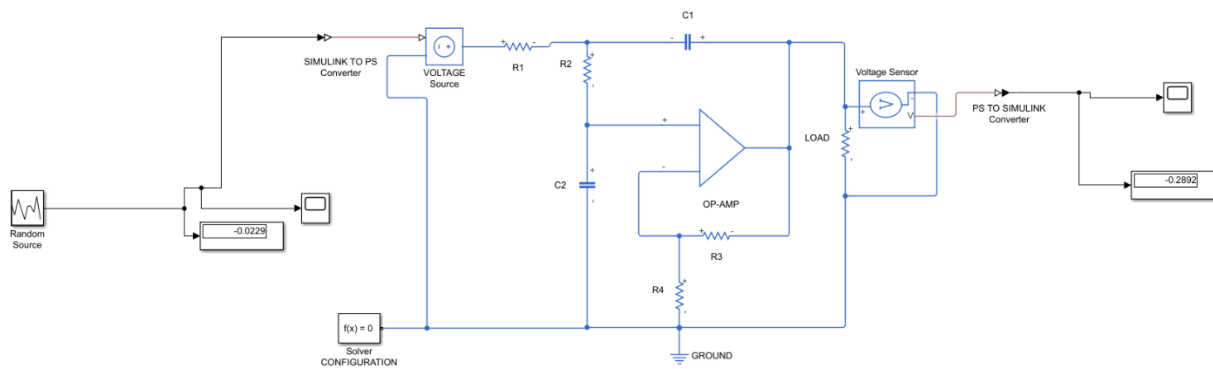 C1
SIMULINK TO PS
Converter
VOLTAGE
Source
R1
R2
Voltage Sensor
V
V
PS TO SIMULINK
Converter
LOAD
C2
OP-AMP
-0.2892
Random
Source
-0.0229
R3
R4
f(x) = 0
Solver
CONFIGURATION
GROUND